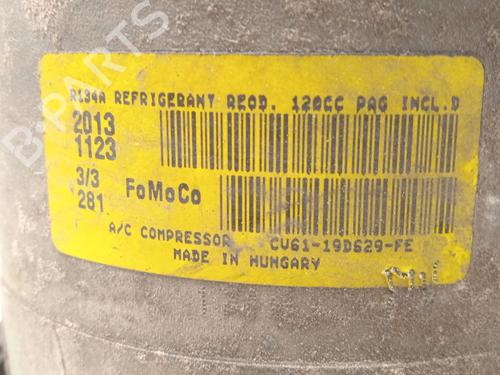 R134A REFRIGERANT REQD. 120CC PAG INCL.D
2013
1123
3/3
281
FoMoCo
A/C COMPRESSOR CU61-19D629-FE
MADE IN HUNGARY
B-PARTS